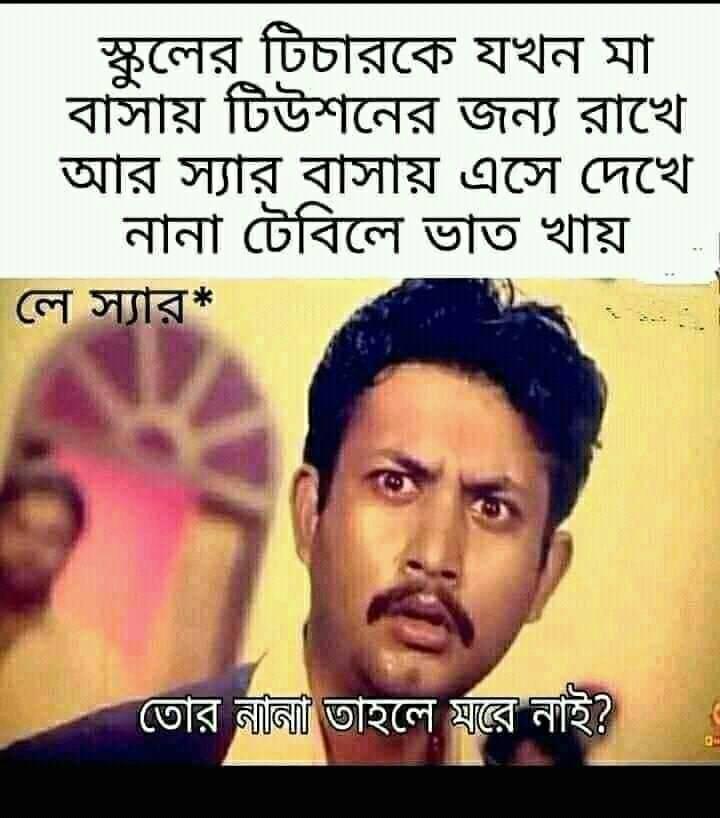 স্কুলের টিচারকে যখন মা
বাসায় টিউশনের জন্য রাখে
আর স্যার বাসায় এসে দেখে
নানা টেবিলে ভাত খায়
লে স্যার*
তোর নানা তাহলে মরে নাই?